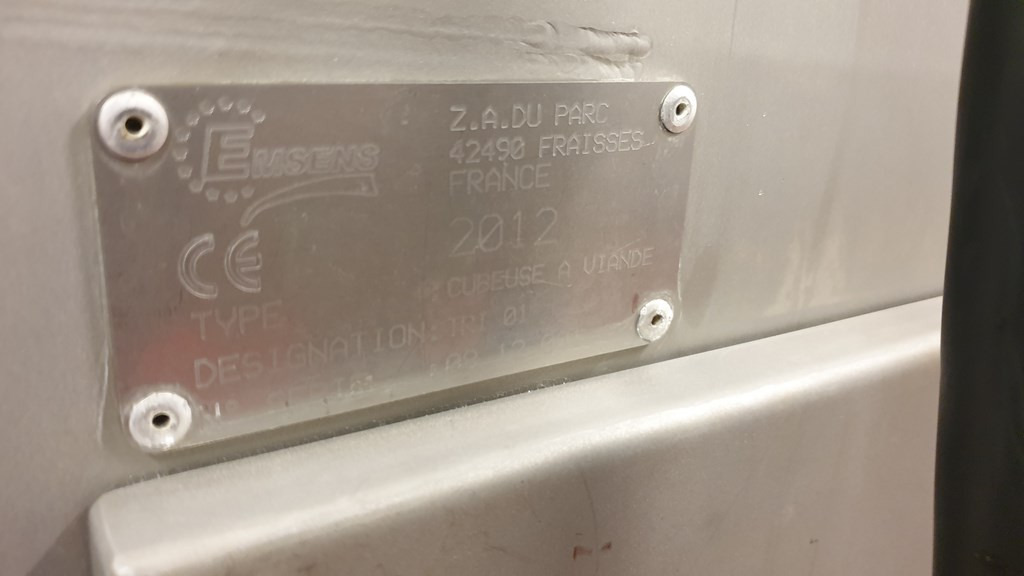 EMSENS
Z.A.DU PARC
42490 FRAISSES
FRANCE
2012
CE
TYPE : CUBEUSE A VIANDE
DESIGNATION: